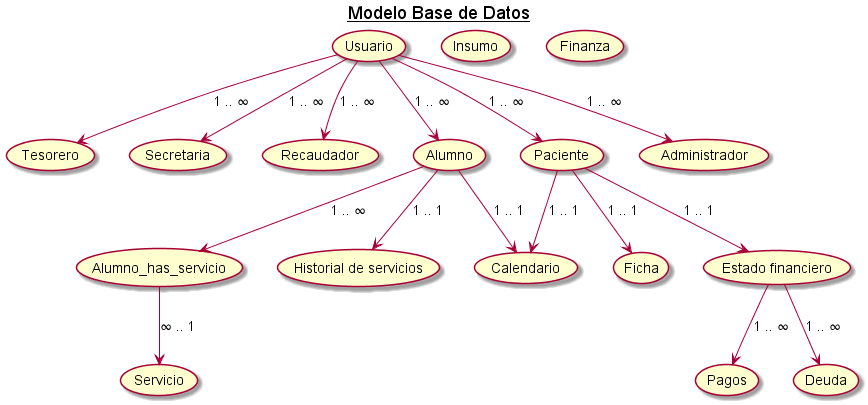 Modelo Base de Datos
Usuario
Insumo
Finanza
1 .. ∞
1 .. ∞
1 .. ∞
1 .. ∞
1 .. ∞
1 .. ∞
Tesorero
Secretaria
Recaudador
Alumno
Paciente
Administrador
1 .. ∞
1 .. 1
1 .. 1
1 .. 1
1 .. 1
1 .. 1
Alumno_has_servicio
Historial de servicios
Calendario
Ficha
Estado financiero
∞ .. 1
1 .. ∞
1 .. ∞
Servicio
Pagos
Deuda